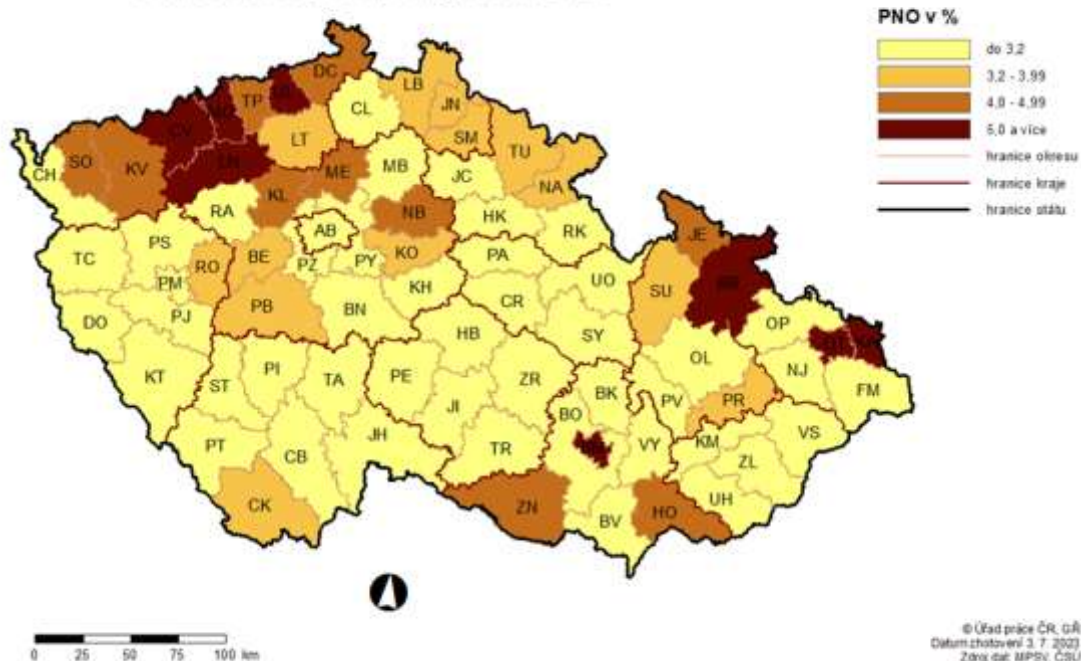 PNO v %
do 3,2
3,2 - 3,99
4,0 - 4,99
5,0 a více
hranice okresu
hranice kraje
hranice státu
DC
TP
LB
JN
CL
LT
SM
SO
KV
CH
ME
MB
TU
JC
NA
RA
KL
NB
HK
RK
AB
PS
TC
BE
PZ
PY
KO
PA
JE
RO
PM
PB
BN
KH
CR
UO
SU
DO
PJ
HB
SY
OP
OL
KT
ST
PI
TA
PE
ZR
NJ
FM
JI
BO
BK
PV
PR
PT
CB
JH
TR
VY
KM
VS
ZL
CK
ZN
BV
HO
UH
0 25 50 75 100 km
© Úřad práce ČR, GŘ
Datum zhotovení 3. 7. 2023
Zdroj dat: MPSV, ČSÚ